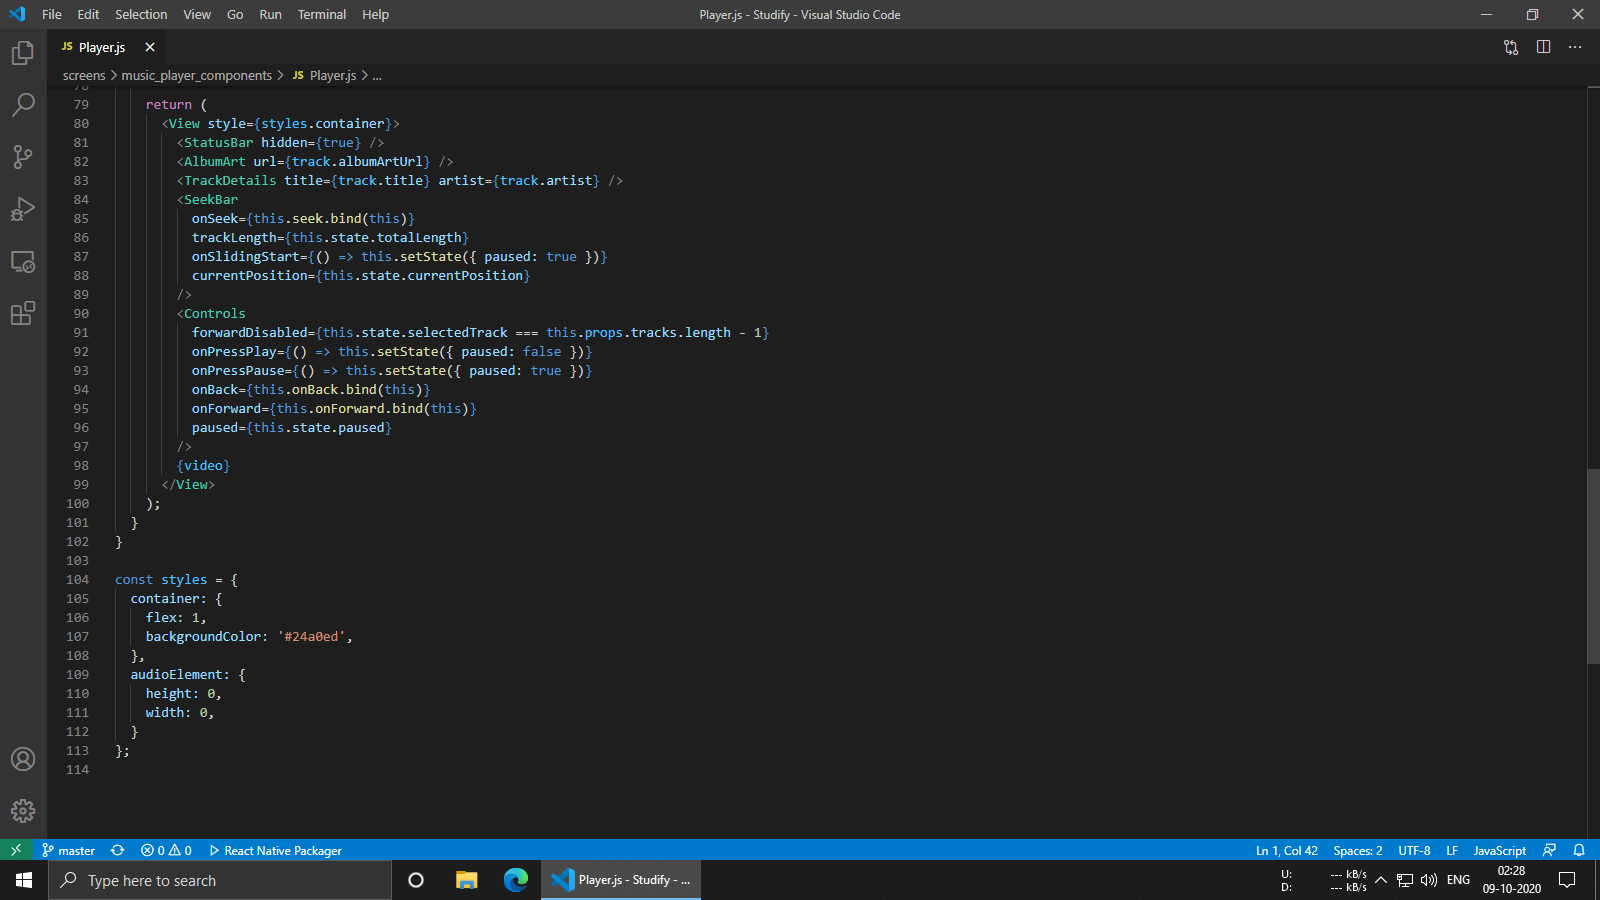 File Edit Selection View Go Run Terminal Help
Player.js - Studify - Visual Studio Code
JS Player.js
screens > music_player_components > JS Player.js > ...
78
79 return (
80 <View style={styles.container}>
81 <StatusBar hidden={true} />
82 <AlbumArt url={track.albumArtUrl} />
83 <TrackDetails title={track.title} artist={track.artist} />
84 <SeekBar
85 onSeek={this.seek.bind(this)}
86 trackLength={this.state.totalLength}
87 onSlidingStart={() => this.setState({ paused: true })}
88 currentPosition={this.state.currentPosition}
89 />
90 <Controls
91 forwardDisabled={this.state.selectedTrack === this.props.tracks.length - 1}
92 onPressPlay={() => this.setState({ paused: false })}
93 onPressPause={() => this.setState({ paused: true })}
94 onBack={this.onBack.bind(this)}
95 onForward={this.onForward.bind(this)}
96 paused={this.state.paused}
97 />
98 {video}
99 </View>
100 );
101 }
102 }
103
104 const styles = {
105 container: {
106 flex: 1,
107 backgroundColor: '#24a0ed',
108 },
109 audioElement: {
110 height: 0,
111 width: 0,
112 }
113 };
114
master 0 0 React Native Packager
Ln 1, Col 42 Spaces: 2 UTF-8 LF JavaScript
Type here to search
Player.js - Studify - ...
U: --- kB/s
D: --- kB/s
ENG
02:28
09-10-2020